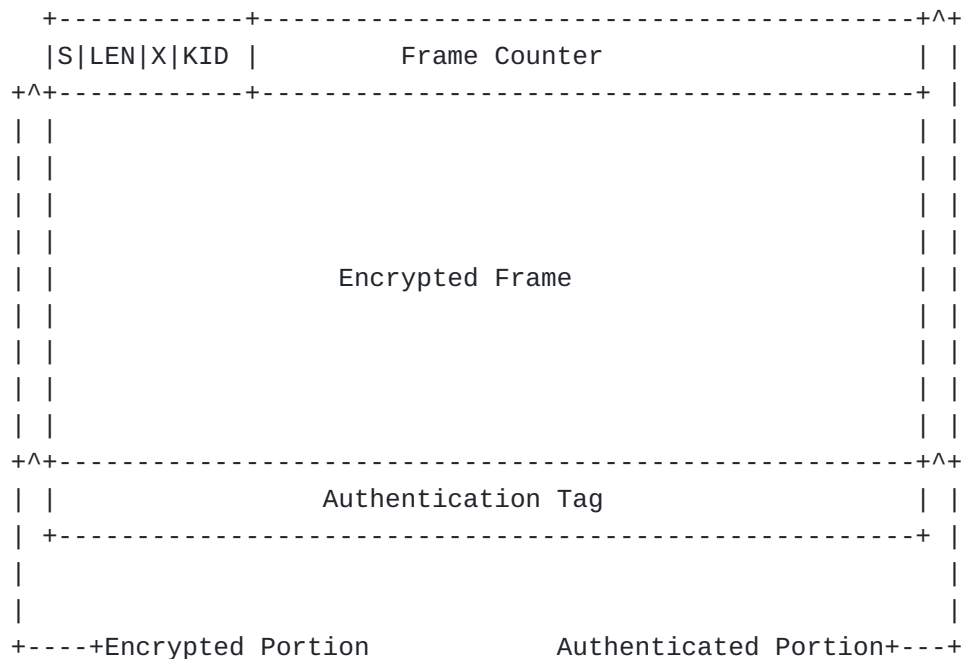 +------------+------------------------------------------+^+
|S|LEN|X|KID | Frame Counter | |
+^+------------+------------------------------------------+ |
| | | |
| | | |
| | | |
| | | |
| | Encrypted Frame | |
| | | |
| | | |
| | | |
| | | |
+^+-------------------------------------------------------+^+
| | Authentication Tag | |
| +-------------------------------------------------------+ |
| |
| |
+----+Encrypted Portion Authenticated Portion+---+